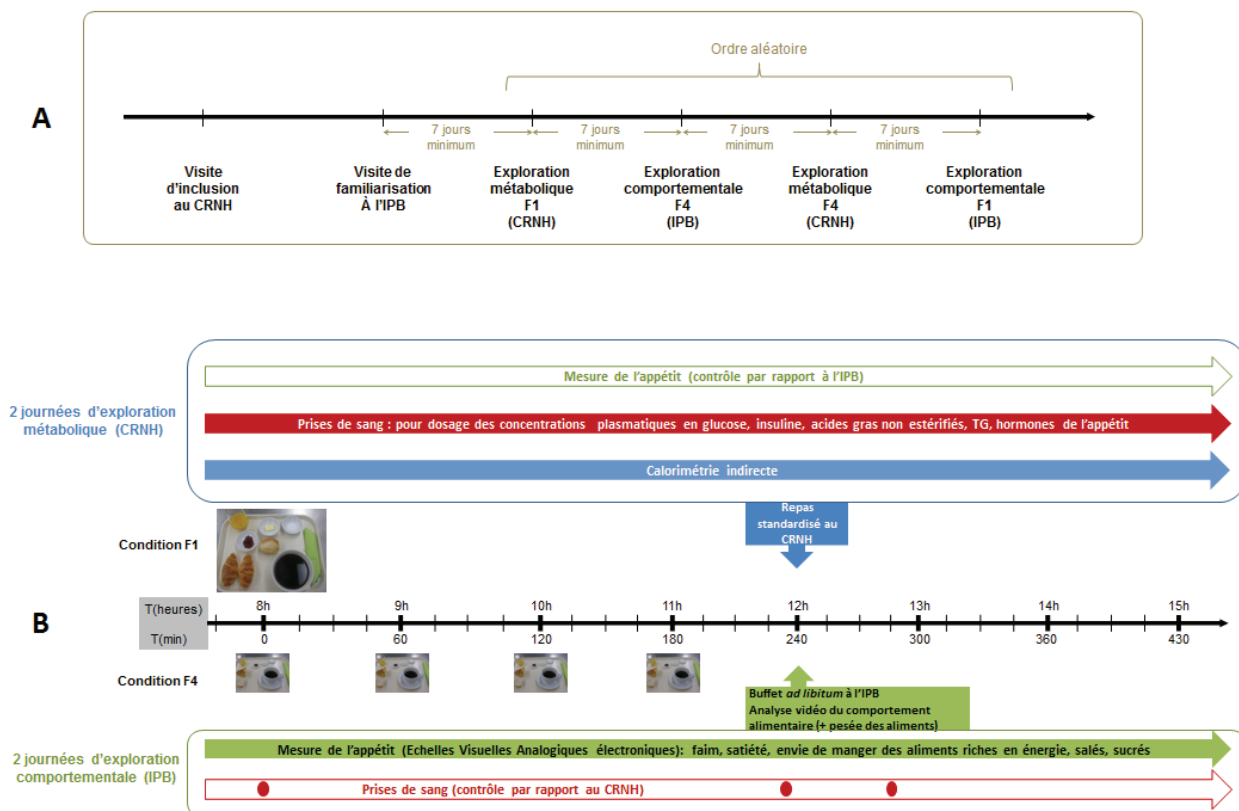 Ordre aléatoire
A
7 jours
minimum
7 jours
minimum
7 jours
minimum
7 jours
minimum
Visite
d'inclusion
au CRNH
Visite de
familiarisation
À l'IPB
Exploration
métabolique
F1
(CRNH)
Exploration
comportementale
F4
(IPB)
Exploration
métabolique
F4
(CRNH)
Exploration
comportementale
F1
(IPB)
2 journées d'exploration
métabolique (CRNH)
Mesure de l'appétit (contrôle par rapport à l'IPB)
Prises de sang : pour dosage des concentrations plasmatiques en glucose, insuline, acides gras non estérifiés, TG, hormones de l'appétit
Calorimétrie indirecte
Repas
standardisé au
CRNH
Condition F1
B
T(heures) 8h 9h 10h 11h 12h 13h 14h 15h
T(min) 0 60 120 180 240 300 360 430
Condition F4
Buffet ad libitum à l'IPB
Analyse vidéo du comportement
alimentaire (+ pesée des aliments)
2 journées d'exploration
comportementale (IPB)
Mesure de l'appétit (Echelles Visuelles Analogiques électroniques): faim, satiété, envie de manger des aliments riches en énergie, salés, sucrés
Prises de sang (contrôle par rapport au CRNH)